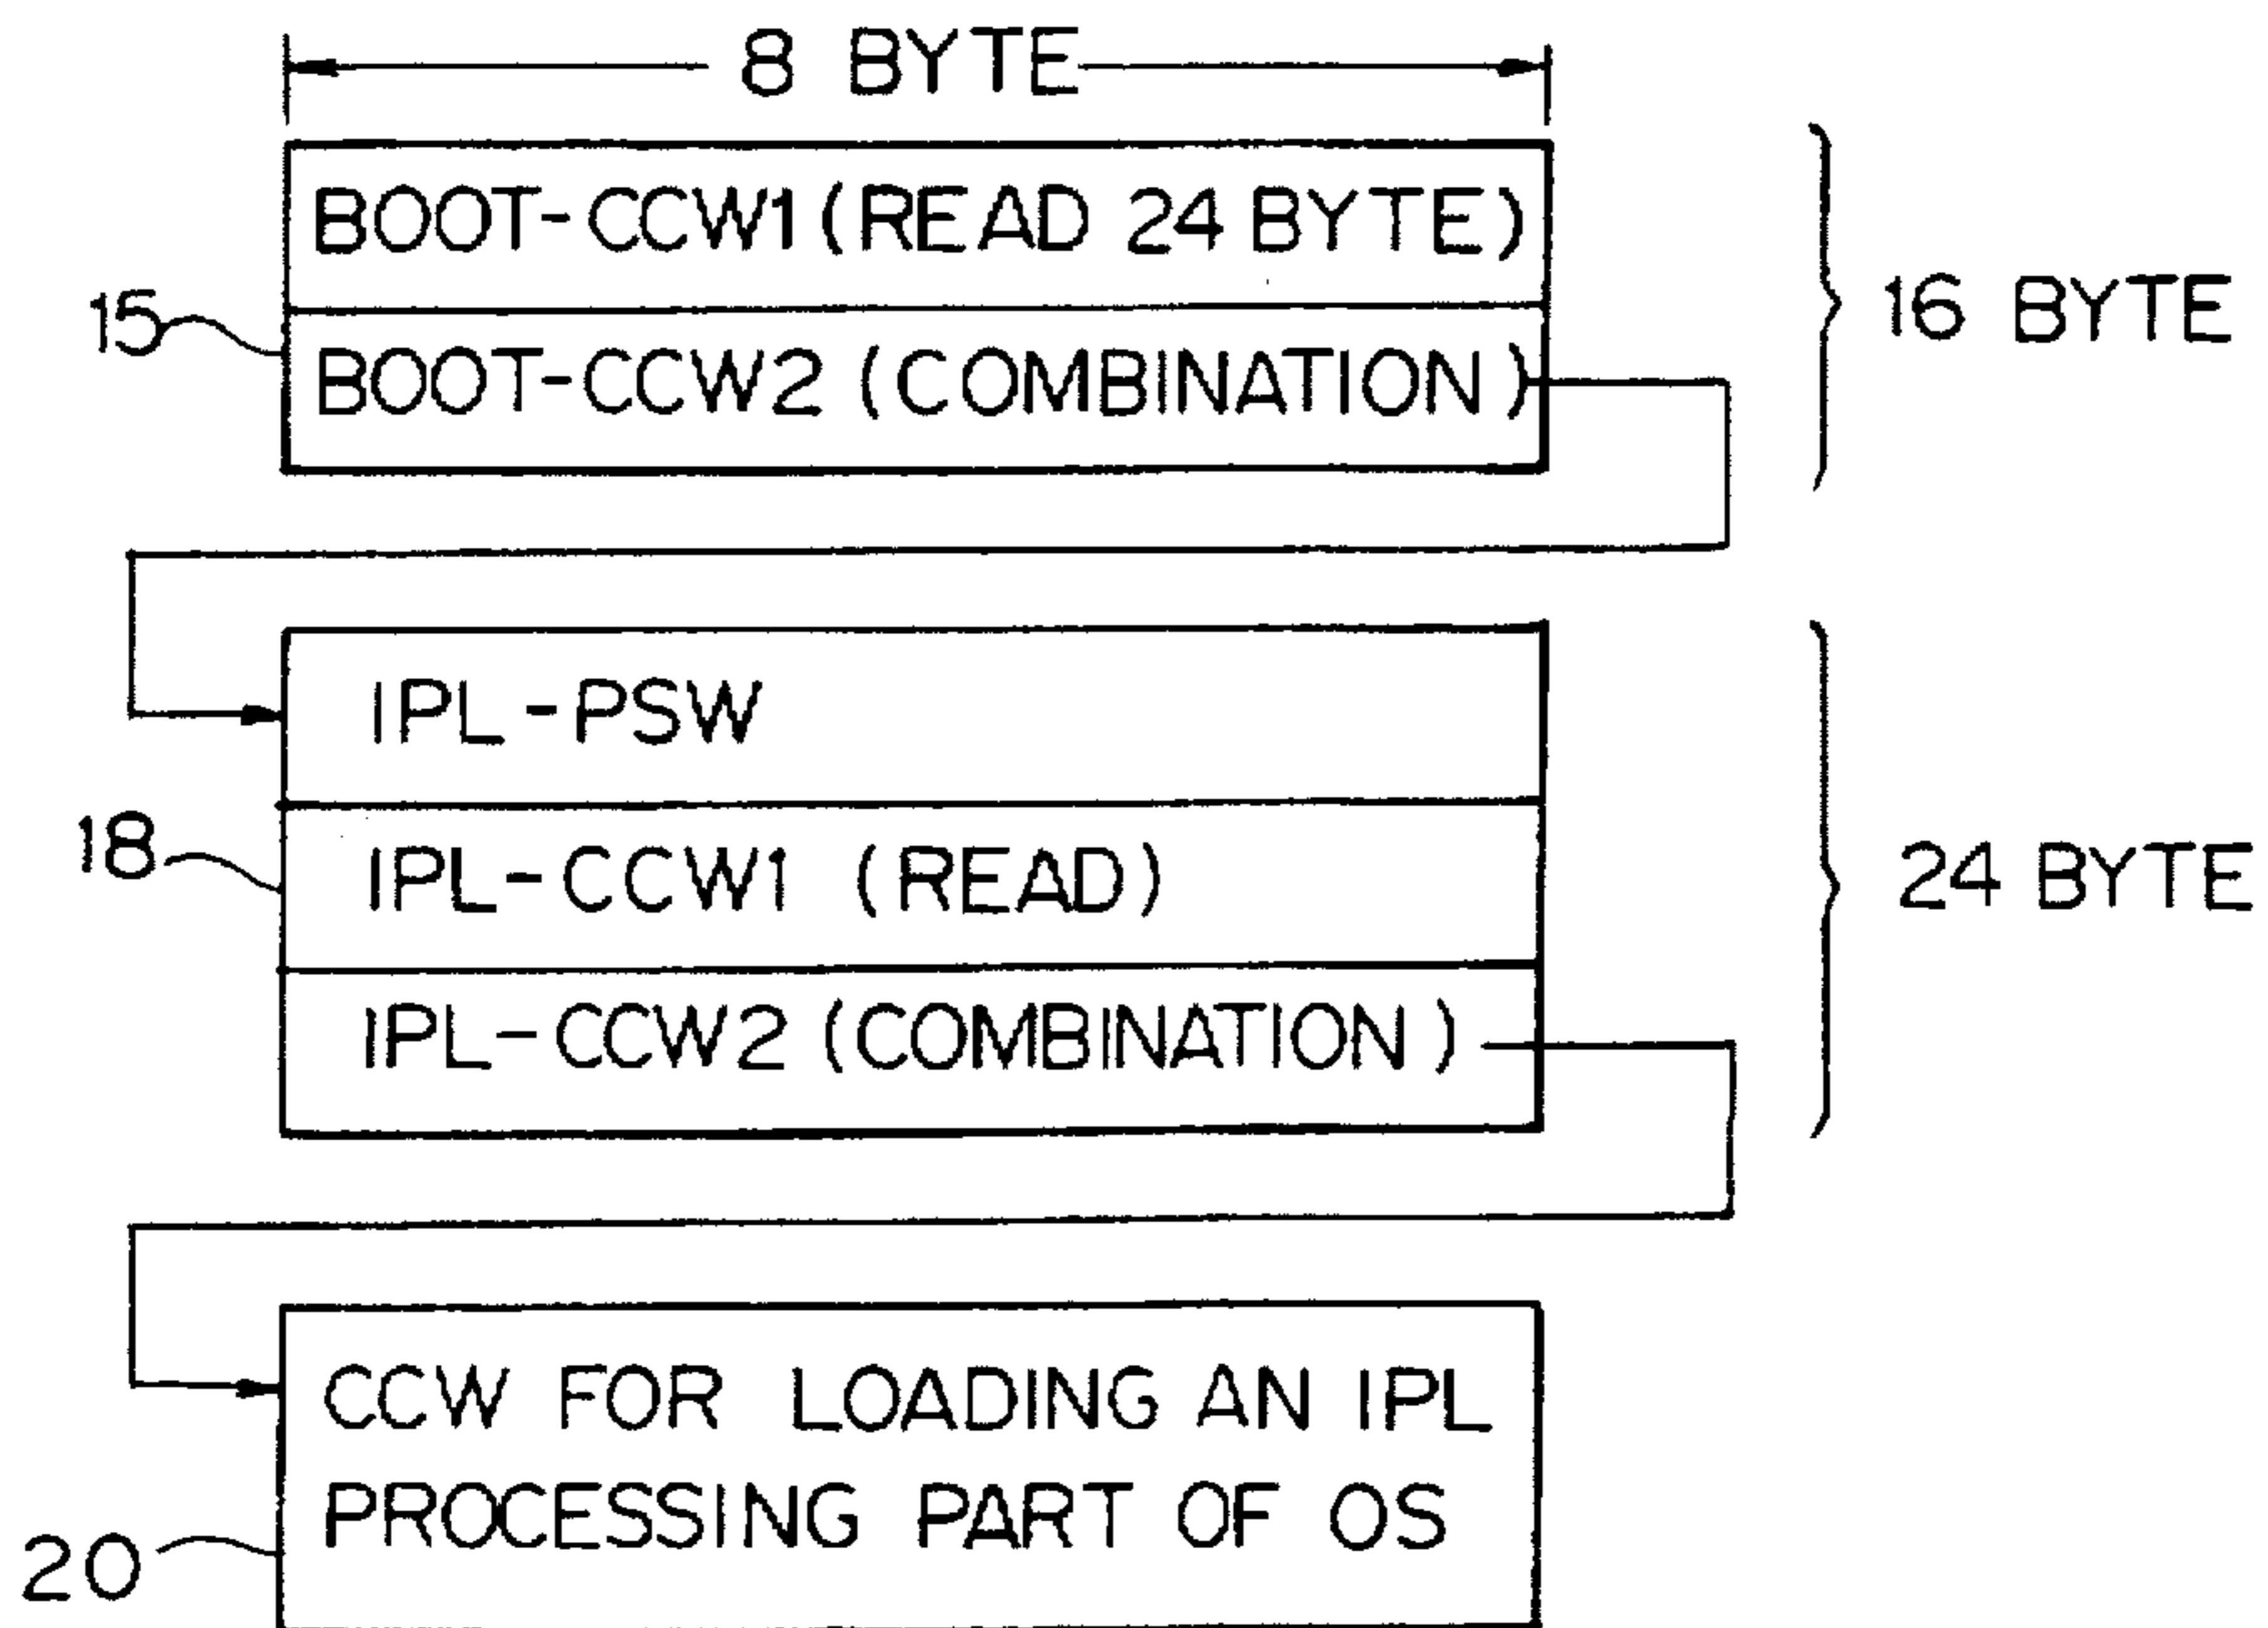 8 BYTE
BOOT-CCW1 (READ 24 BYTE)
16 BYTE
15
BOOT-CCW2 (COMBINATION)
IPL-PSW
18
IPL-CCW1 (READ)
24 BYTE
IPL-CCW2 (COMBINATION)
CCW FOR LOADING AN IPL
PROCESSING PART OF OS
20